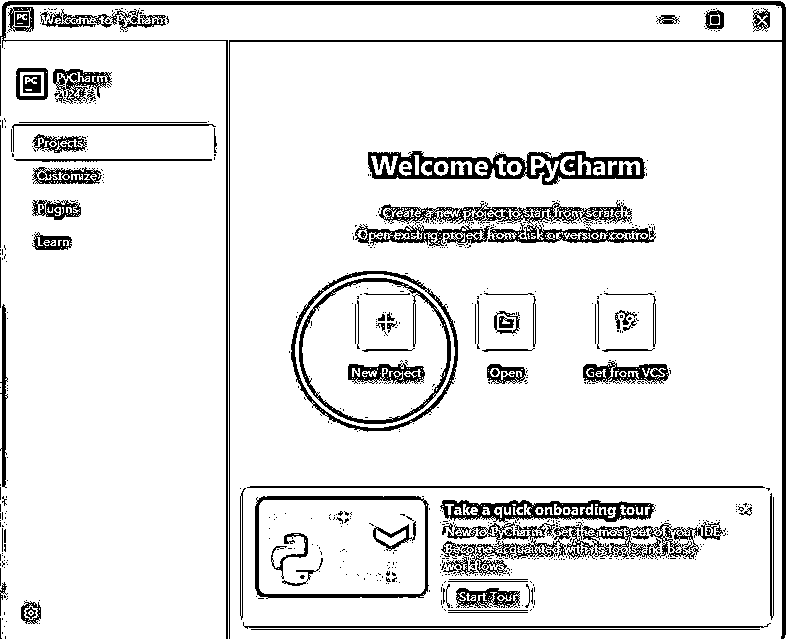 PC Welcome to PyCharm
PC PyCharm
Projects
Customize
Plugins
Learn
Welcome to PyCharm
Create a new project to start from scratch.
Open existing project from disk or version control.
New Project
Open
Get from VCS
Take a quick onboarding tour
New to PyCharm? Get the most out of your IDE.
Become acquainted with its tools and basic
workflows.
Start Tour